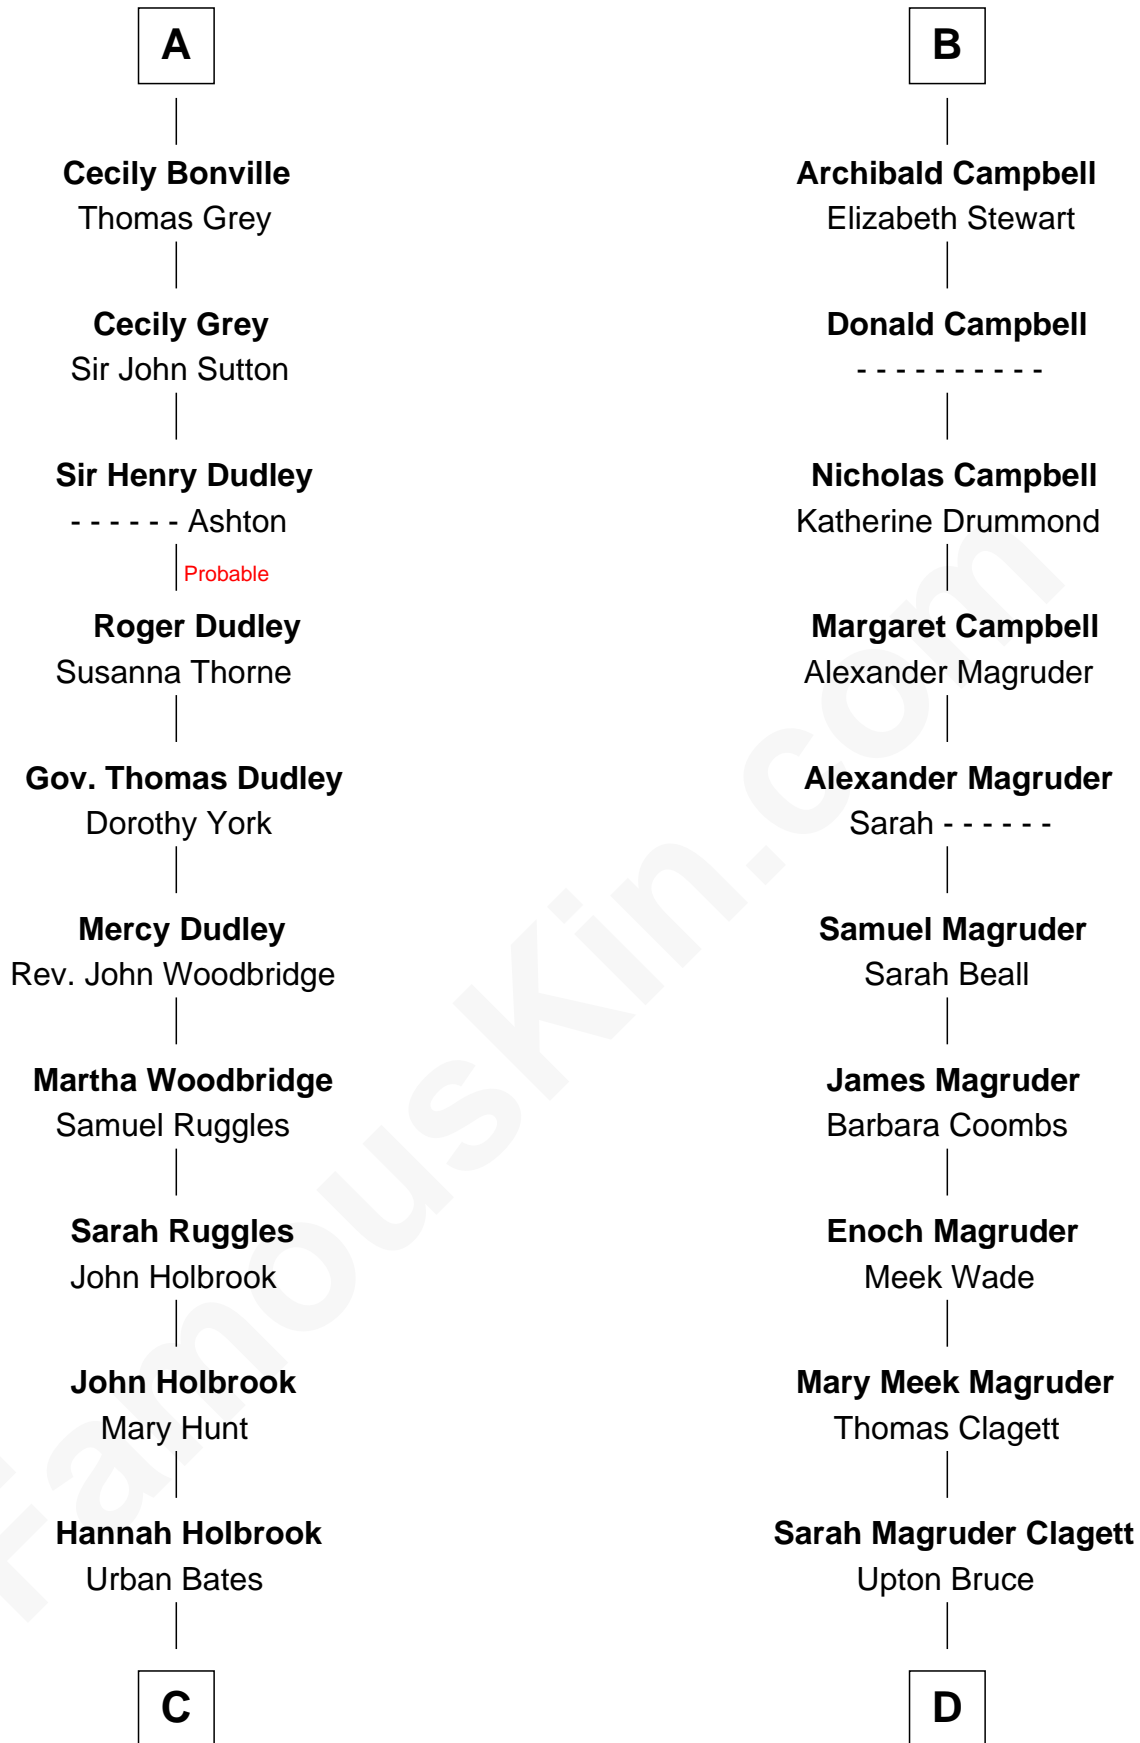 A
Cecily Bonville
Thomas Grey
Cecily Grey
Sir John Sutton
Sir Henry Dudley
- - - - - - Ashton
Probable
Roger Dudley
Susanna Thorne
Gov. Thomas Dudley
Dorothy York
Mercy Dudley
Rev. John Woodbridge
Martha Woodbridge
Samuel Ruggles
Sarah Ruggles
John Holbrook
John Holbrook
Mary Hunt
Hannah Holbrook
Urban Bates
C
B
Archibald Campbell
Elizabeth Stewart
Donald Campbell
- - - - - - - - - -
Nicholas Campbell
Katherine Drummond
Margaret Campbell
Alexander Magruder
Alexander Magruder
Sarah - - - - - -
Samuel Magruder
Sarah Beall
James Magruder
Barbara Coombs
Enoch Magruder
Meek Wade
Mary Meek Magruder
Thomas Clagett
Sarah Magruder Clagett
Upton Bruce
D
FamousKin.com